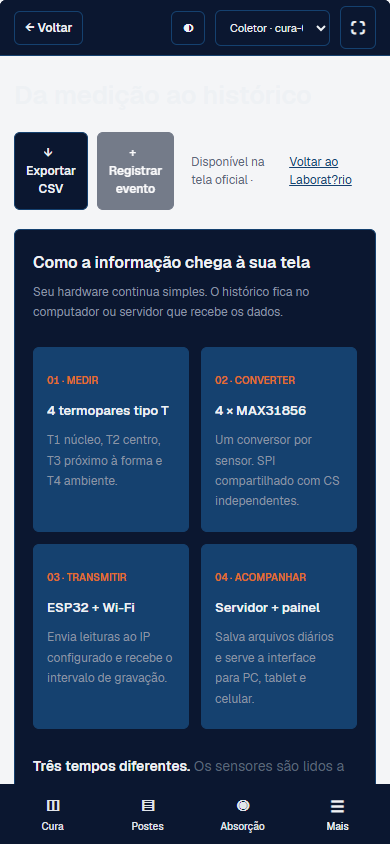 ← Voltar
Coletor · cura-
Da medição ao histórico
↓
Exportar
CSV
+
Registrar
evento
Disponível na
tela oficial ·
Voltar ao
Laborat?rio
Como a informação chega à sua tela
Seu hardware continua simples. O histórico fica no
computador ou servidor que recebe os dados.
01 · MEDIR
4 termopares tipo T
T1 núcleo, T2 centro,
T3 próximo à forma e
T4 ambiente.
02 · CONVERTER
4 × MAX31856
Um conversor por
sensor. SPI
compartilhado com CS
independentes.
03 · TRANSMITIR
ESP32 + Wi-Fi
Envia leituras ao IP
configurado e recebe o
intervalo de gravação.
04 · ACOMPANHAR
Servidor + painel
Salva arquivos diários
e serve a interface
para PC, tablet e
celular.
Três tempos diferentes. Os sensores são lidos a
Cura
Postes
Absorção
Mais